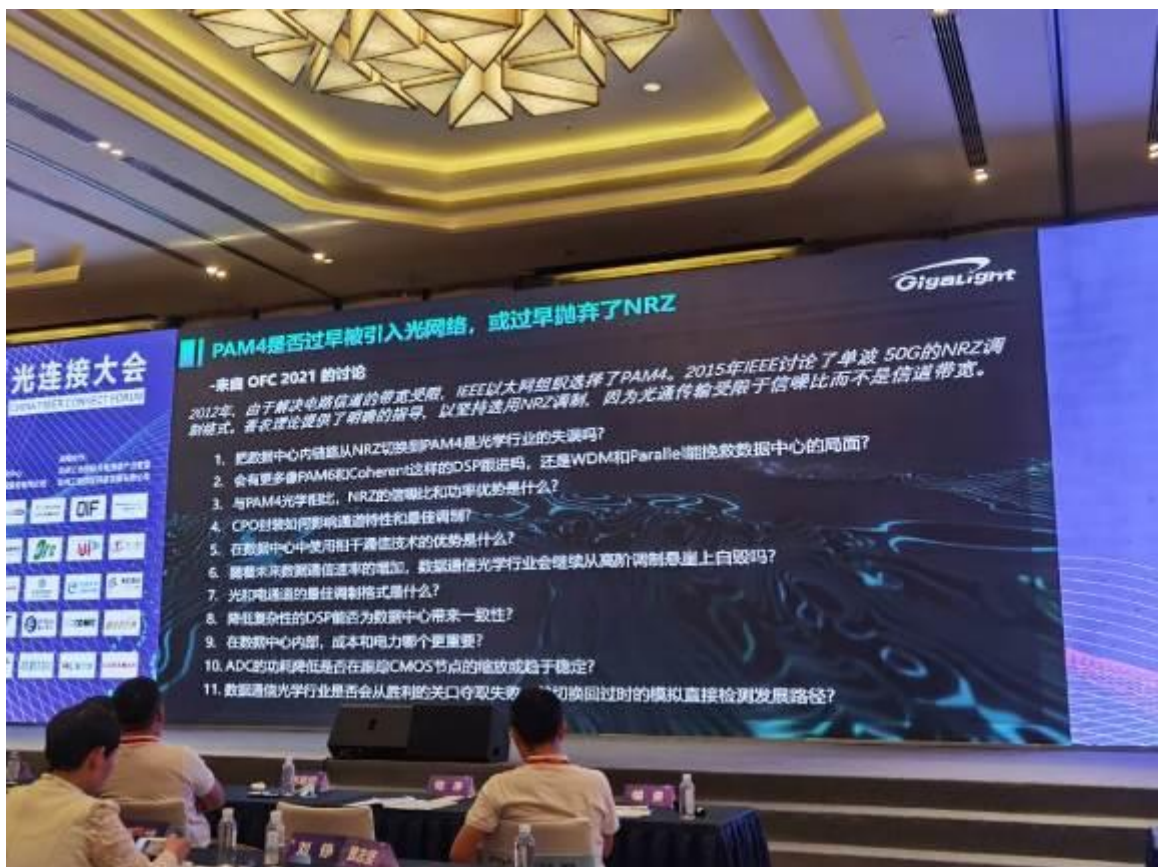 GigaLight
PAM4是否过早被引入光网络，或过早抛弃了NRZ
-来自 OFC 2021 的讨论
2012年，由于解决电路信道的带宽受限，IEEE以太网组织选择了PAM4。2015年IEEE讨论了单波 50G的NRZ调
制格式。香农理论提供了明确的指导，以坚持选用NRZ调制，因为光通传输受限于信噪比而不是信道带宽。
1. 把数据中心内链路从NRZ切换到PAM4是光学行业的失误吗？
2. 会有更多像PAM6和Coherent这样的DSP跟进吗，还是WDM和Parallel能挽救数据中心的局面？
3. 与PAM4光学相比，NRZ的信噪比和功率优势是什么？
4. CPO封装如何影响通道特性和最佳调制？
5. 在数据中心中使用相干通信技术的优势是什么？
6. 随着未来数据通信速率的增加，数据通信光学行业会继续从高阶调制悬崖上自毁吗？
7. 光和电通道的最佳调制格式是什么？
8. 降低复杂性的DSP能否为数据中心带来一致性？
9. 在数据中心内部，成本和电力哪个更重要？
10. ADC的功耗降低是否在跟踪CMOS节点的缩放或趋于稳定？
11. 数据通信光学行业是否会从胜利的关口夺取失败 切换回过时的模拟直接检测发展路径？
光连接大会
FIBER CONNECT FORUM
OIF
刘 铮